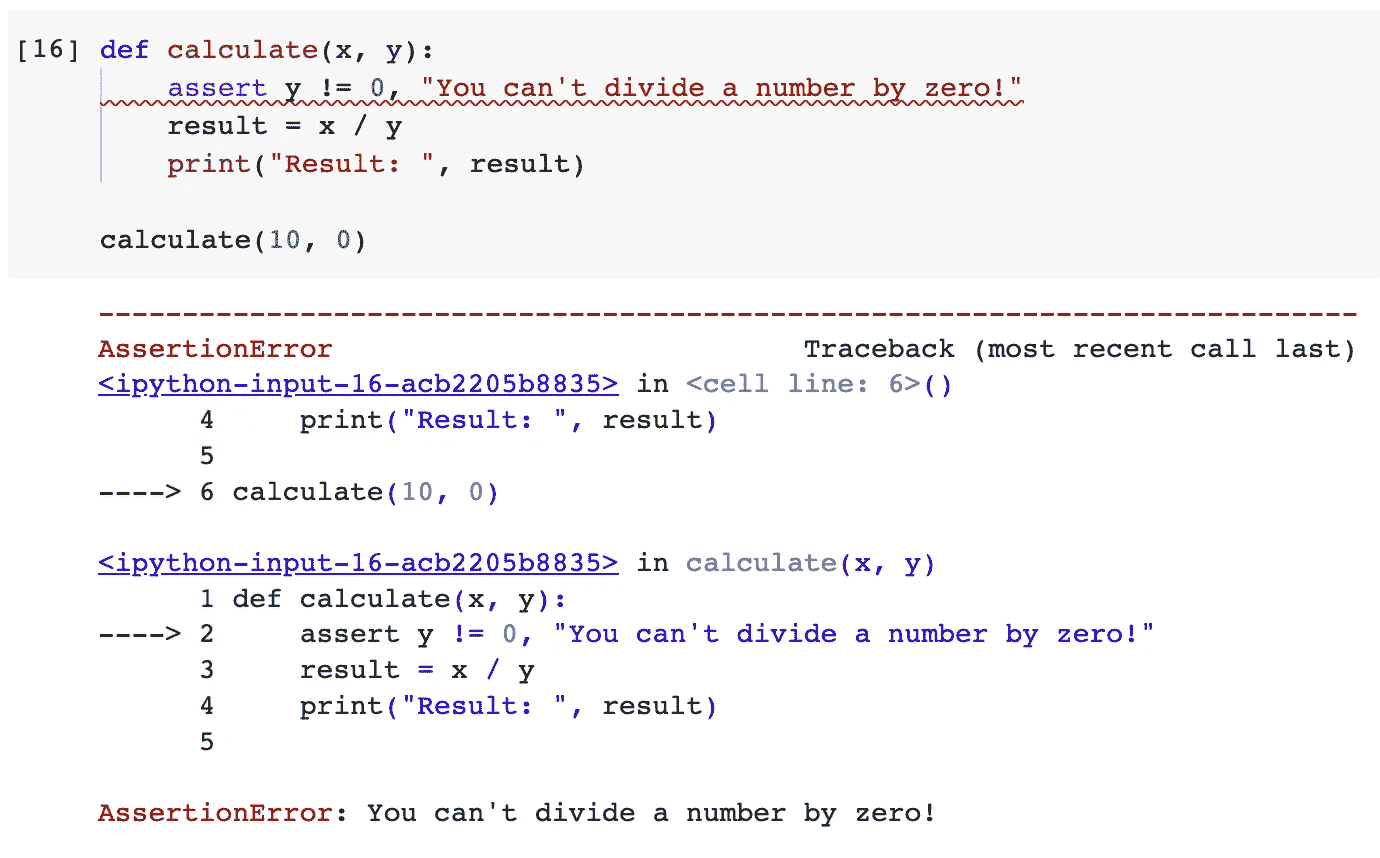 [16] def calculate(x, y):
    assert y != 0, "You can't divide a number by zero!"
    result = x / y
    print("Result: ", result)
calculate(10, 0)
---------------------------------------------------------------------------
AssertionError                            Traceback (most recent call last)
<ipython-input-16-acb2205b8835> in <cell line: 6>()
      4     print("Result: ", result)
      5
----> 6 calculate(10, 0)
<ipython-input-16-acb2205b8835> in calculate(x, y)
      1 def calculate(x, y):
----> 2     assert y != 0, "You can't divide a number by zero!"
      3     result = x / y
      4     print("Result: ", result)
      5
AssertionError: You can't divide a number by zero!